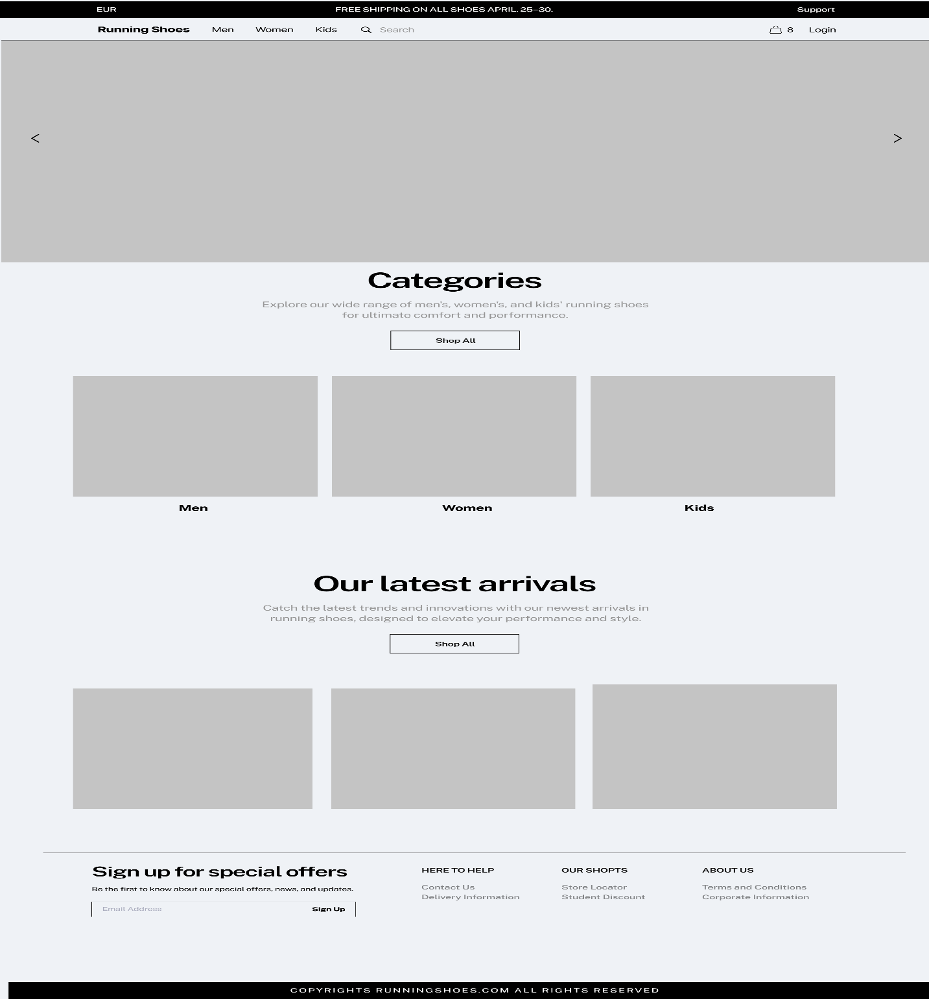 EUR
FREE SHIPPING ON ALL SHOES APRIL. 25–30.
Support
Running Shoes
Men
Women
Kids
Search
8
Login
<
>
Categories
Explore our wide range of men's, women's, and kids' running shoes
for ultimate comfort and performance.
Shop All
Men
Women
Kids
Our latest arrivals
Catch the latest trends and innovations with our newest arrivals in
running shoes, designed to elevate your performance and style.
Shop All
Sign up for special offers
Be the first to know about our special offers, news, and updates.
Email Address
Sign Up
HERE TO HELP
Contact Us
Delivery Information
OUR SHOPTS
Store Locator
Student Discount
ABOUT US
Terms and Conditions
Corporate Information
COPYRIGHTS RUNNINGSHOES.COM ALL RIGHTS RESERVED